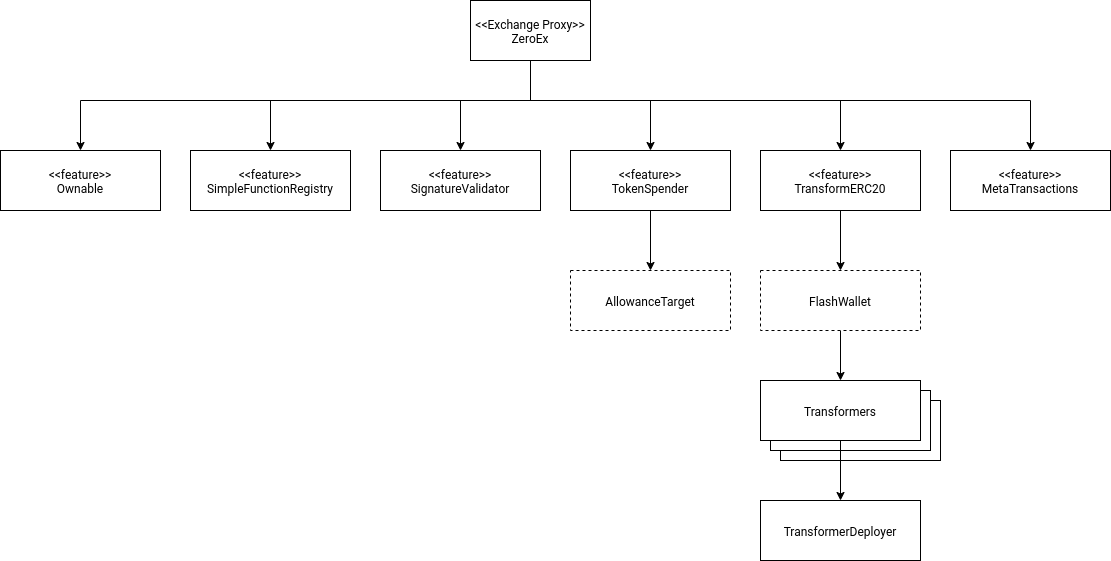 <<Exchange Proxy>>
ZeroEx
<<feature>>
Ownable
<<feature>>
SimpleFunctionRegistry
<<feature>>
SignatureValidator
<<feature>>
TokenSpender
<<feature>>
TransformERC20
<<feature>>
MetaTransactions
AllowanceTarget
FlashWallet
Transformers
TransformerDeployer